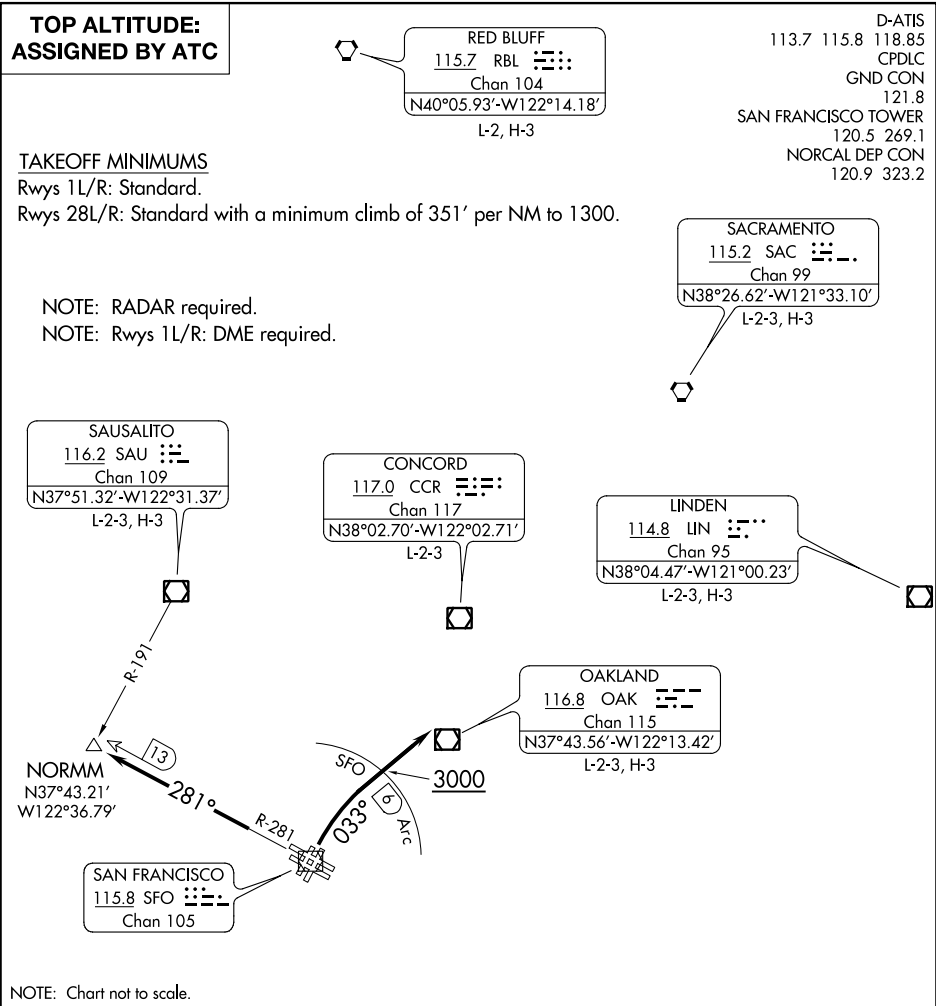 TOP ALTITUDE:
ASSIGNED BY ATC
RED BLUFF
115.7 RBL
Chan 104
N40°05.93'-W122°14.18'
L-2, H-3
D-ATIS
113.7 115.8 118.85
CPDLC
GND CON
121.8
SAN FRANCISCO TOWER
120.5 269.1
NORCAL DEP CON
120.9 323.2
TAKEOFF MINIMUMS
Rwys 1L/R: Standard.
Rwys 28L/R: Standard with a minimum climb of 351' per NM to 1300.
NOTE: RADAR required.
NOTE: Rwys 1L/R: DME required.
SACRAMENTO
115.2 SAC
Chan 99
N38°26.62'-W121°33.10'
L-2-3, H-3
SAUSALITO
116.2 SAU
Chan 109
N37°51.32'-W122°31.37'
L-2-3, H-3
CONCORD
117.0 CCR
Chan 117
N38°02.70'-W122°02.71'
L-2-3
LINDEN
114.8 LIN
Chan 95
N38°04.47'-W121°00.23'
L-2-3, H-3
R-191
OAKLAND
116.8 OAK
Chan 115
N37°43.56'-W122°13.42'
L-2-3, H-3
NORMM
N37°43.21'
W122°36.79'
13
281°
R-281
033°
SFO
6
Arc
3000
SAN FRANCISCO
115.8 SFO
Chan 105
NOTE: Chart not to scale.